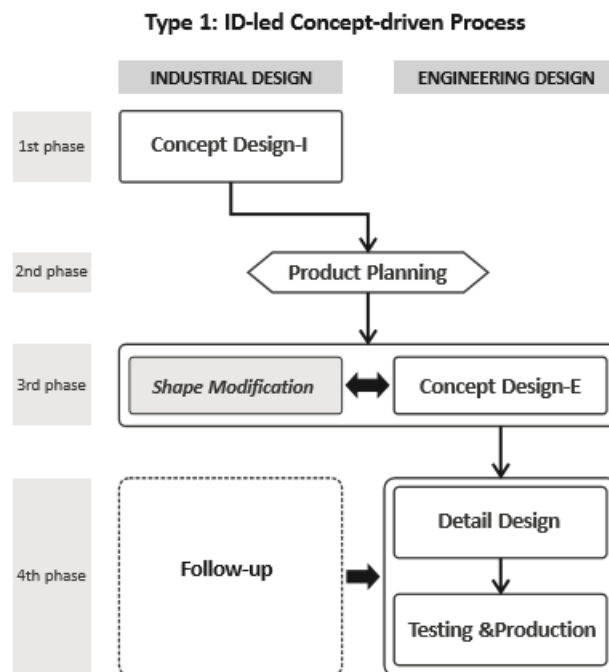 Type 1: ID-led Concept-driven Process
INDUSTRIAL DESIGN
ENGINEERING DESIGN
1st phase
Concept Design-I
2nd phase
Product Planning
3rd phase
Shape Modification
Concept Design-E
4th phase
Follow-up
Detail Design
Testing &Production